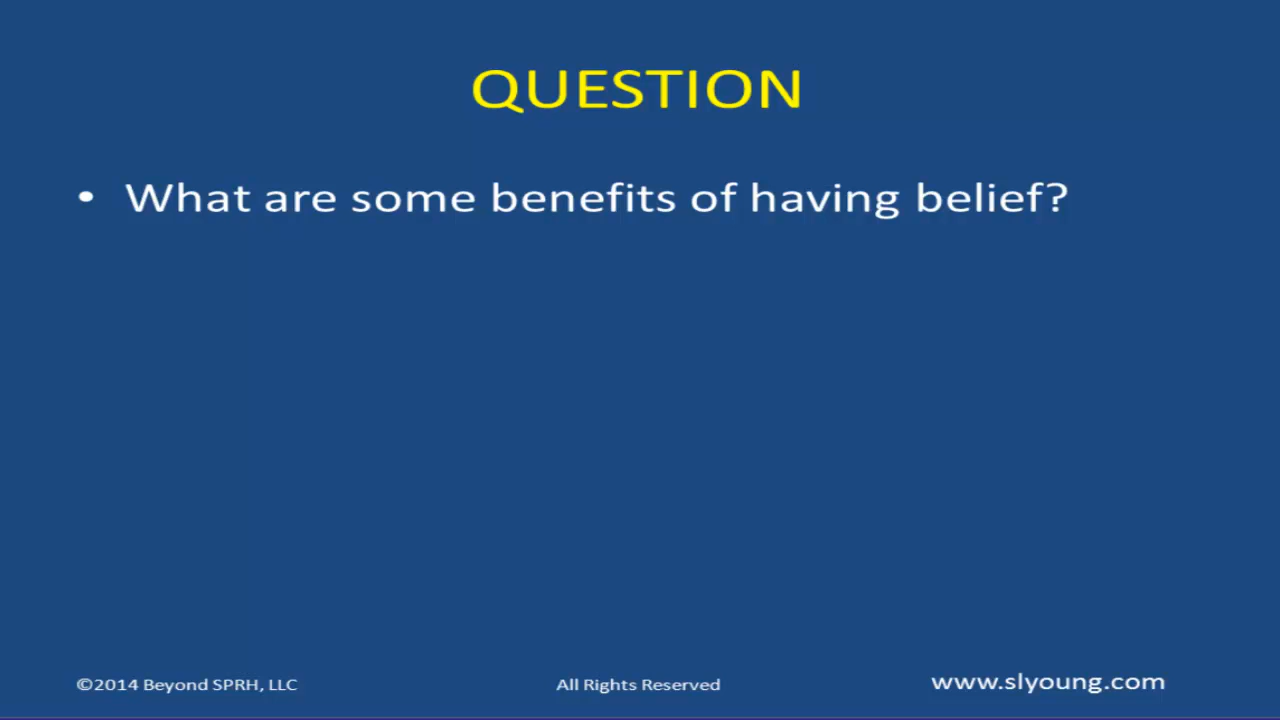 QUESTION
• What are some benefits of having belief?
©2014 Beyond SPRH, LLC All Rights Reserved www.slyoung.com